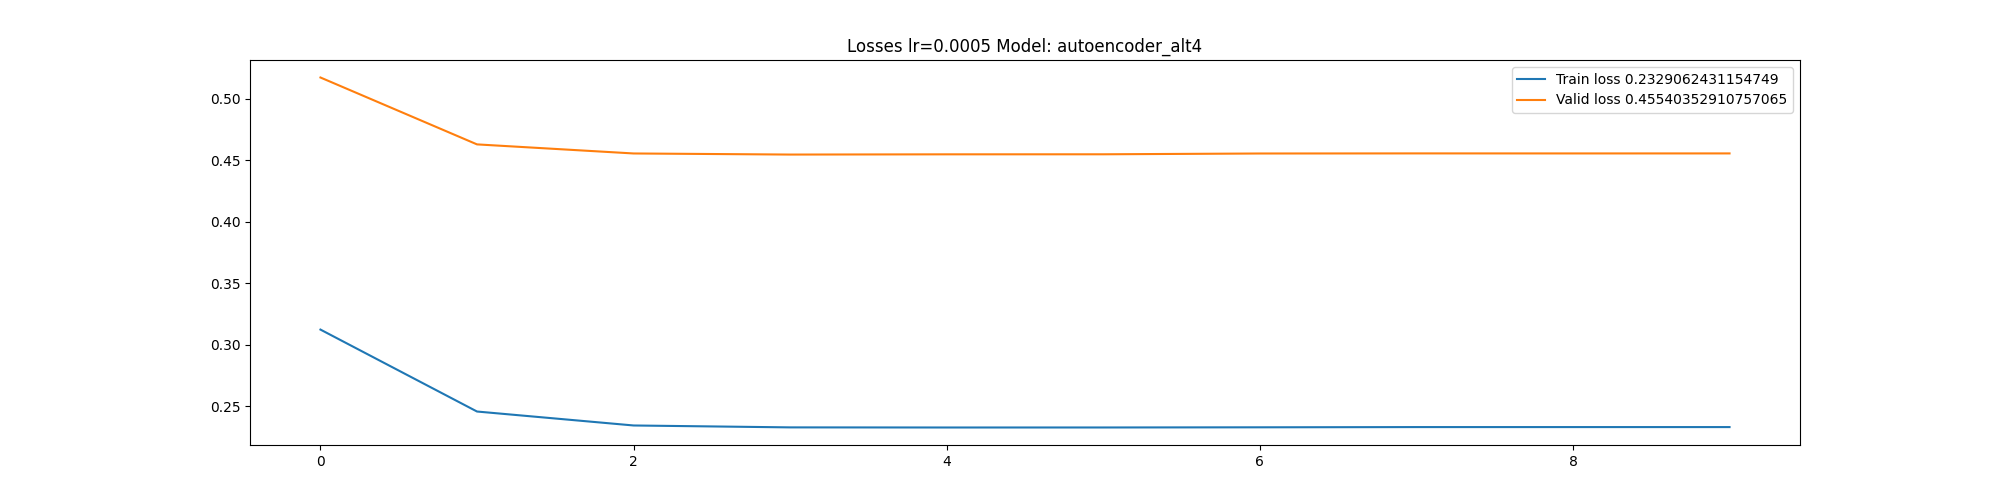 Losses lr=0.0005 Model: autoencoder_alt4
Train loss 0.2329062431154749
Valid loss 0.45540352910757065
0.50
0.45
0.40
0.35
0.30
0.25
0 2 4 6 8